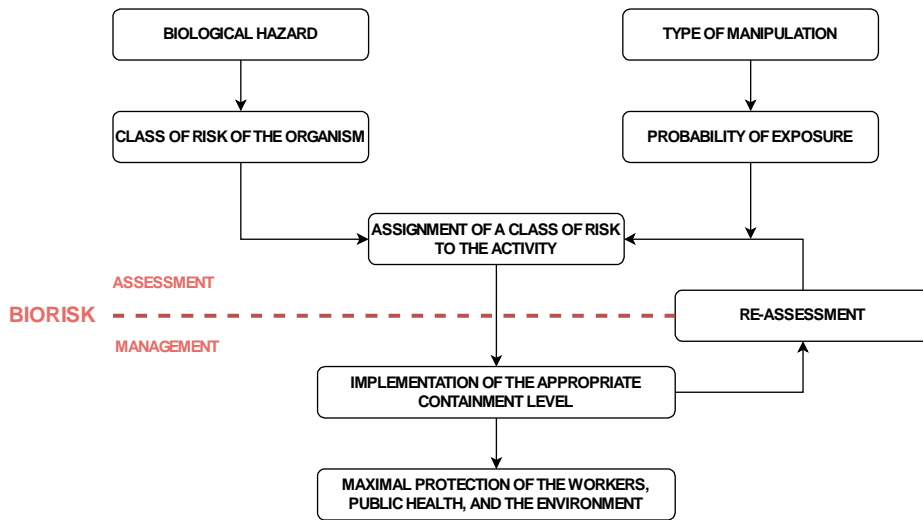 BIOLOGICAL HAZARD
TYPE OF MANIPULATION
CLASS OF RISK OF THE ORGANISM
PROBABILITY OF EXPOSURE
ASSIGNMENT OF A CLASS OF RISK
TO THE ACTIVITY
ASSESSMENT
BIORISK
RE-ASSESSMENT
MANAGEMENT
IMPLEMENTATION OF THE APPROPRIATE
CONTAINMENT LEVEL
MAXIMAL PROTECTION OF THE WORKERS,
PUBLIC HEALTH, AND THE ENVIRONMENT